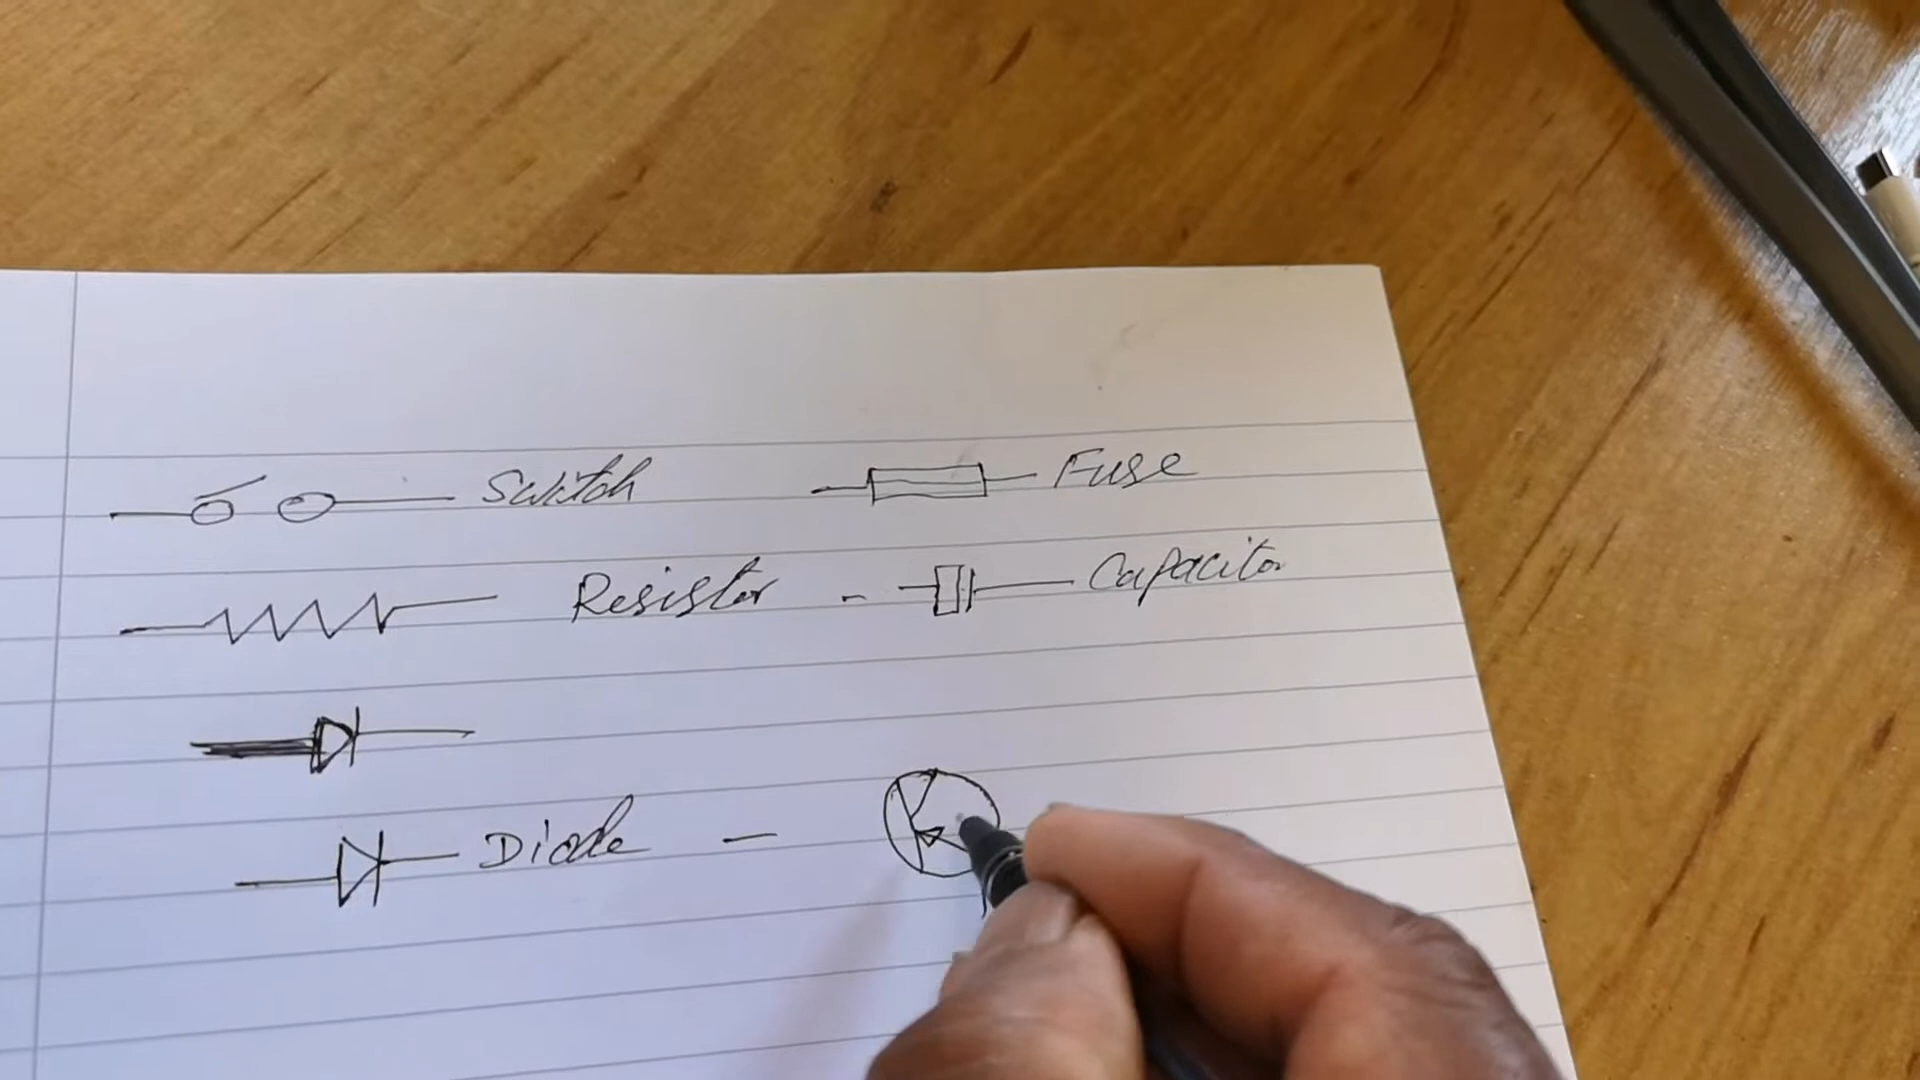 Switch Fuse
Resistor - Capacitor
Diode -